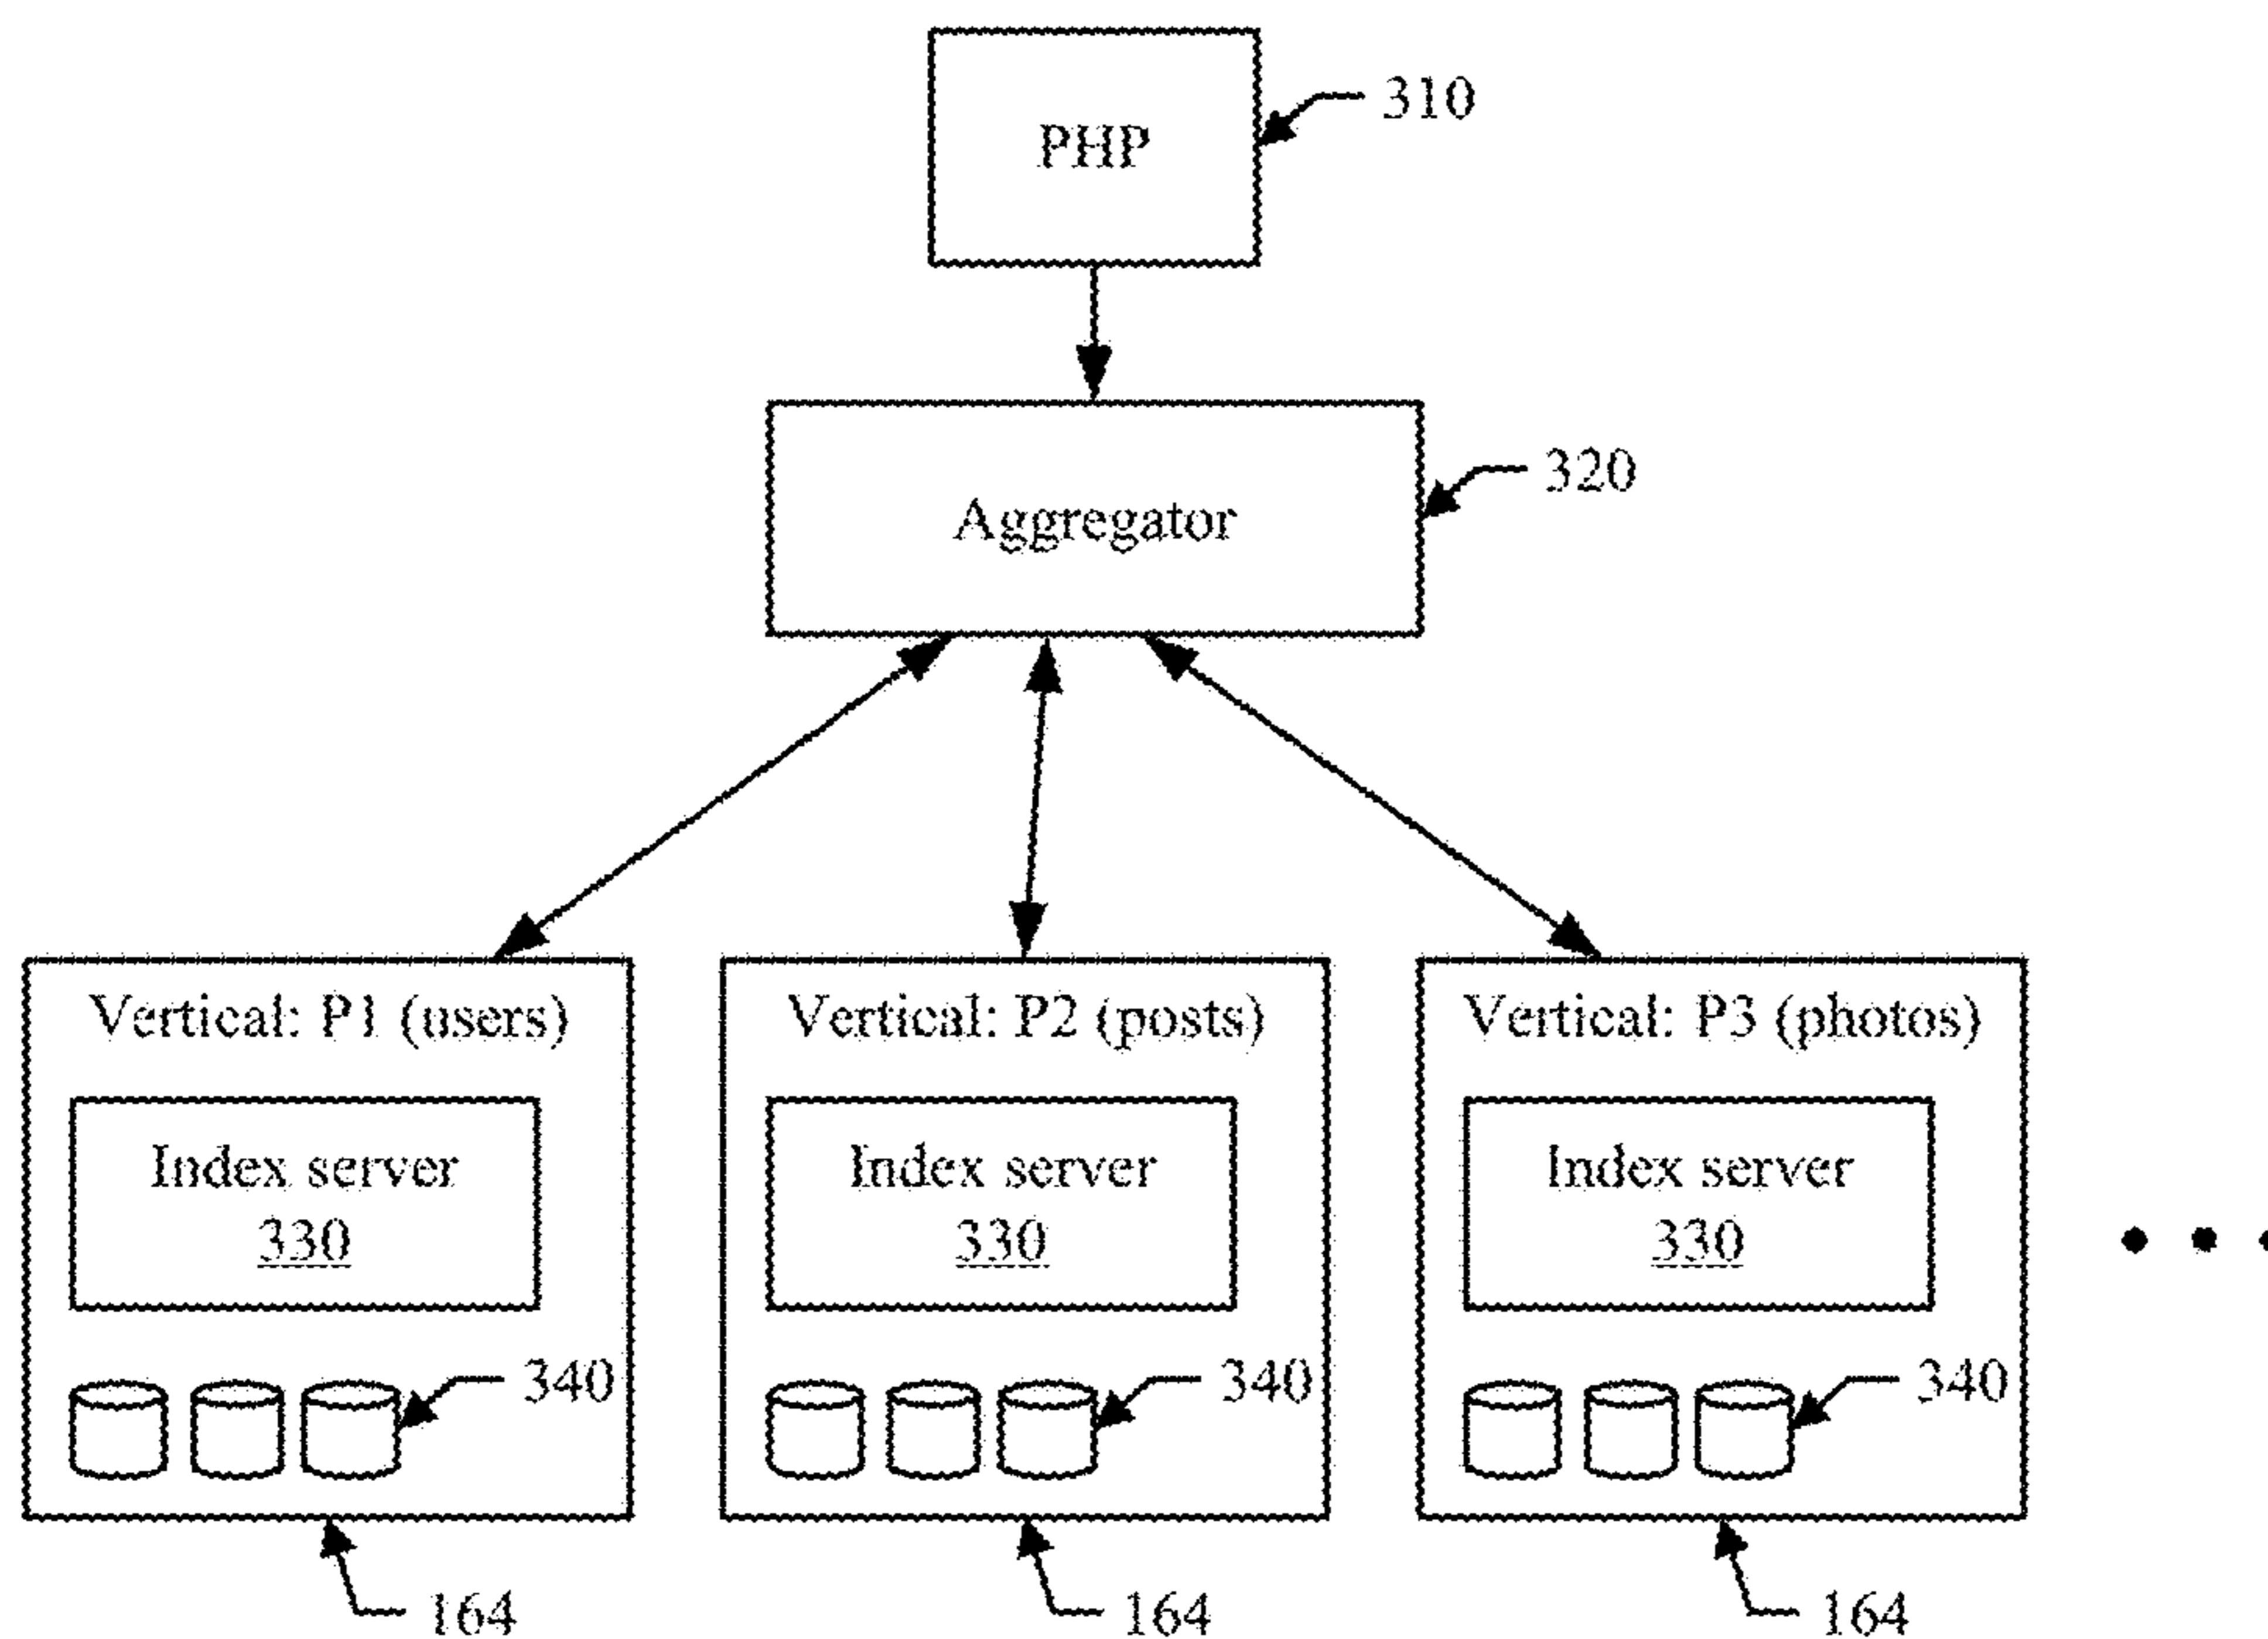 PHP
310
Aggregator
320
Vertical: P1 (users)
Vertical: P2 (posts)
Vertical: P3 (photos)
Index server
330
Index server
330
Index server
330
340
340
340
164
164
164